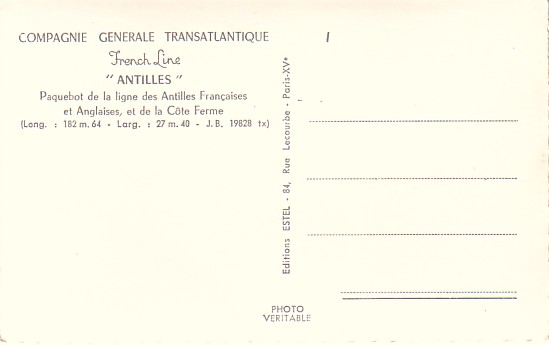 COMPAGNIE GENERALE TRANSATLANTIQUE
French Line
" ANTILLES "
Paquebot de la ligne des Antilles Françaises
et Anglaises, et de la Côte Ferme
(Long. : 182 m. 64 - Larg. : 27 m. 40 - J.B. 19828 tx)
Editions ESTEL - 84, Rue Lecourbe - Paris-XVᵉ
PHOTO
VERITABLE